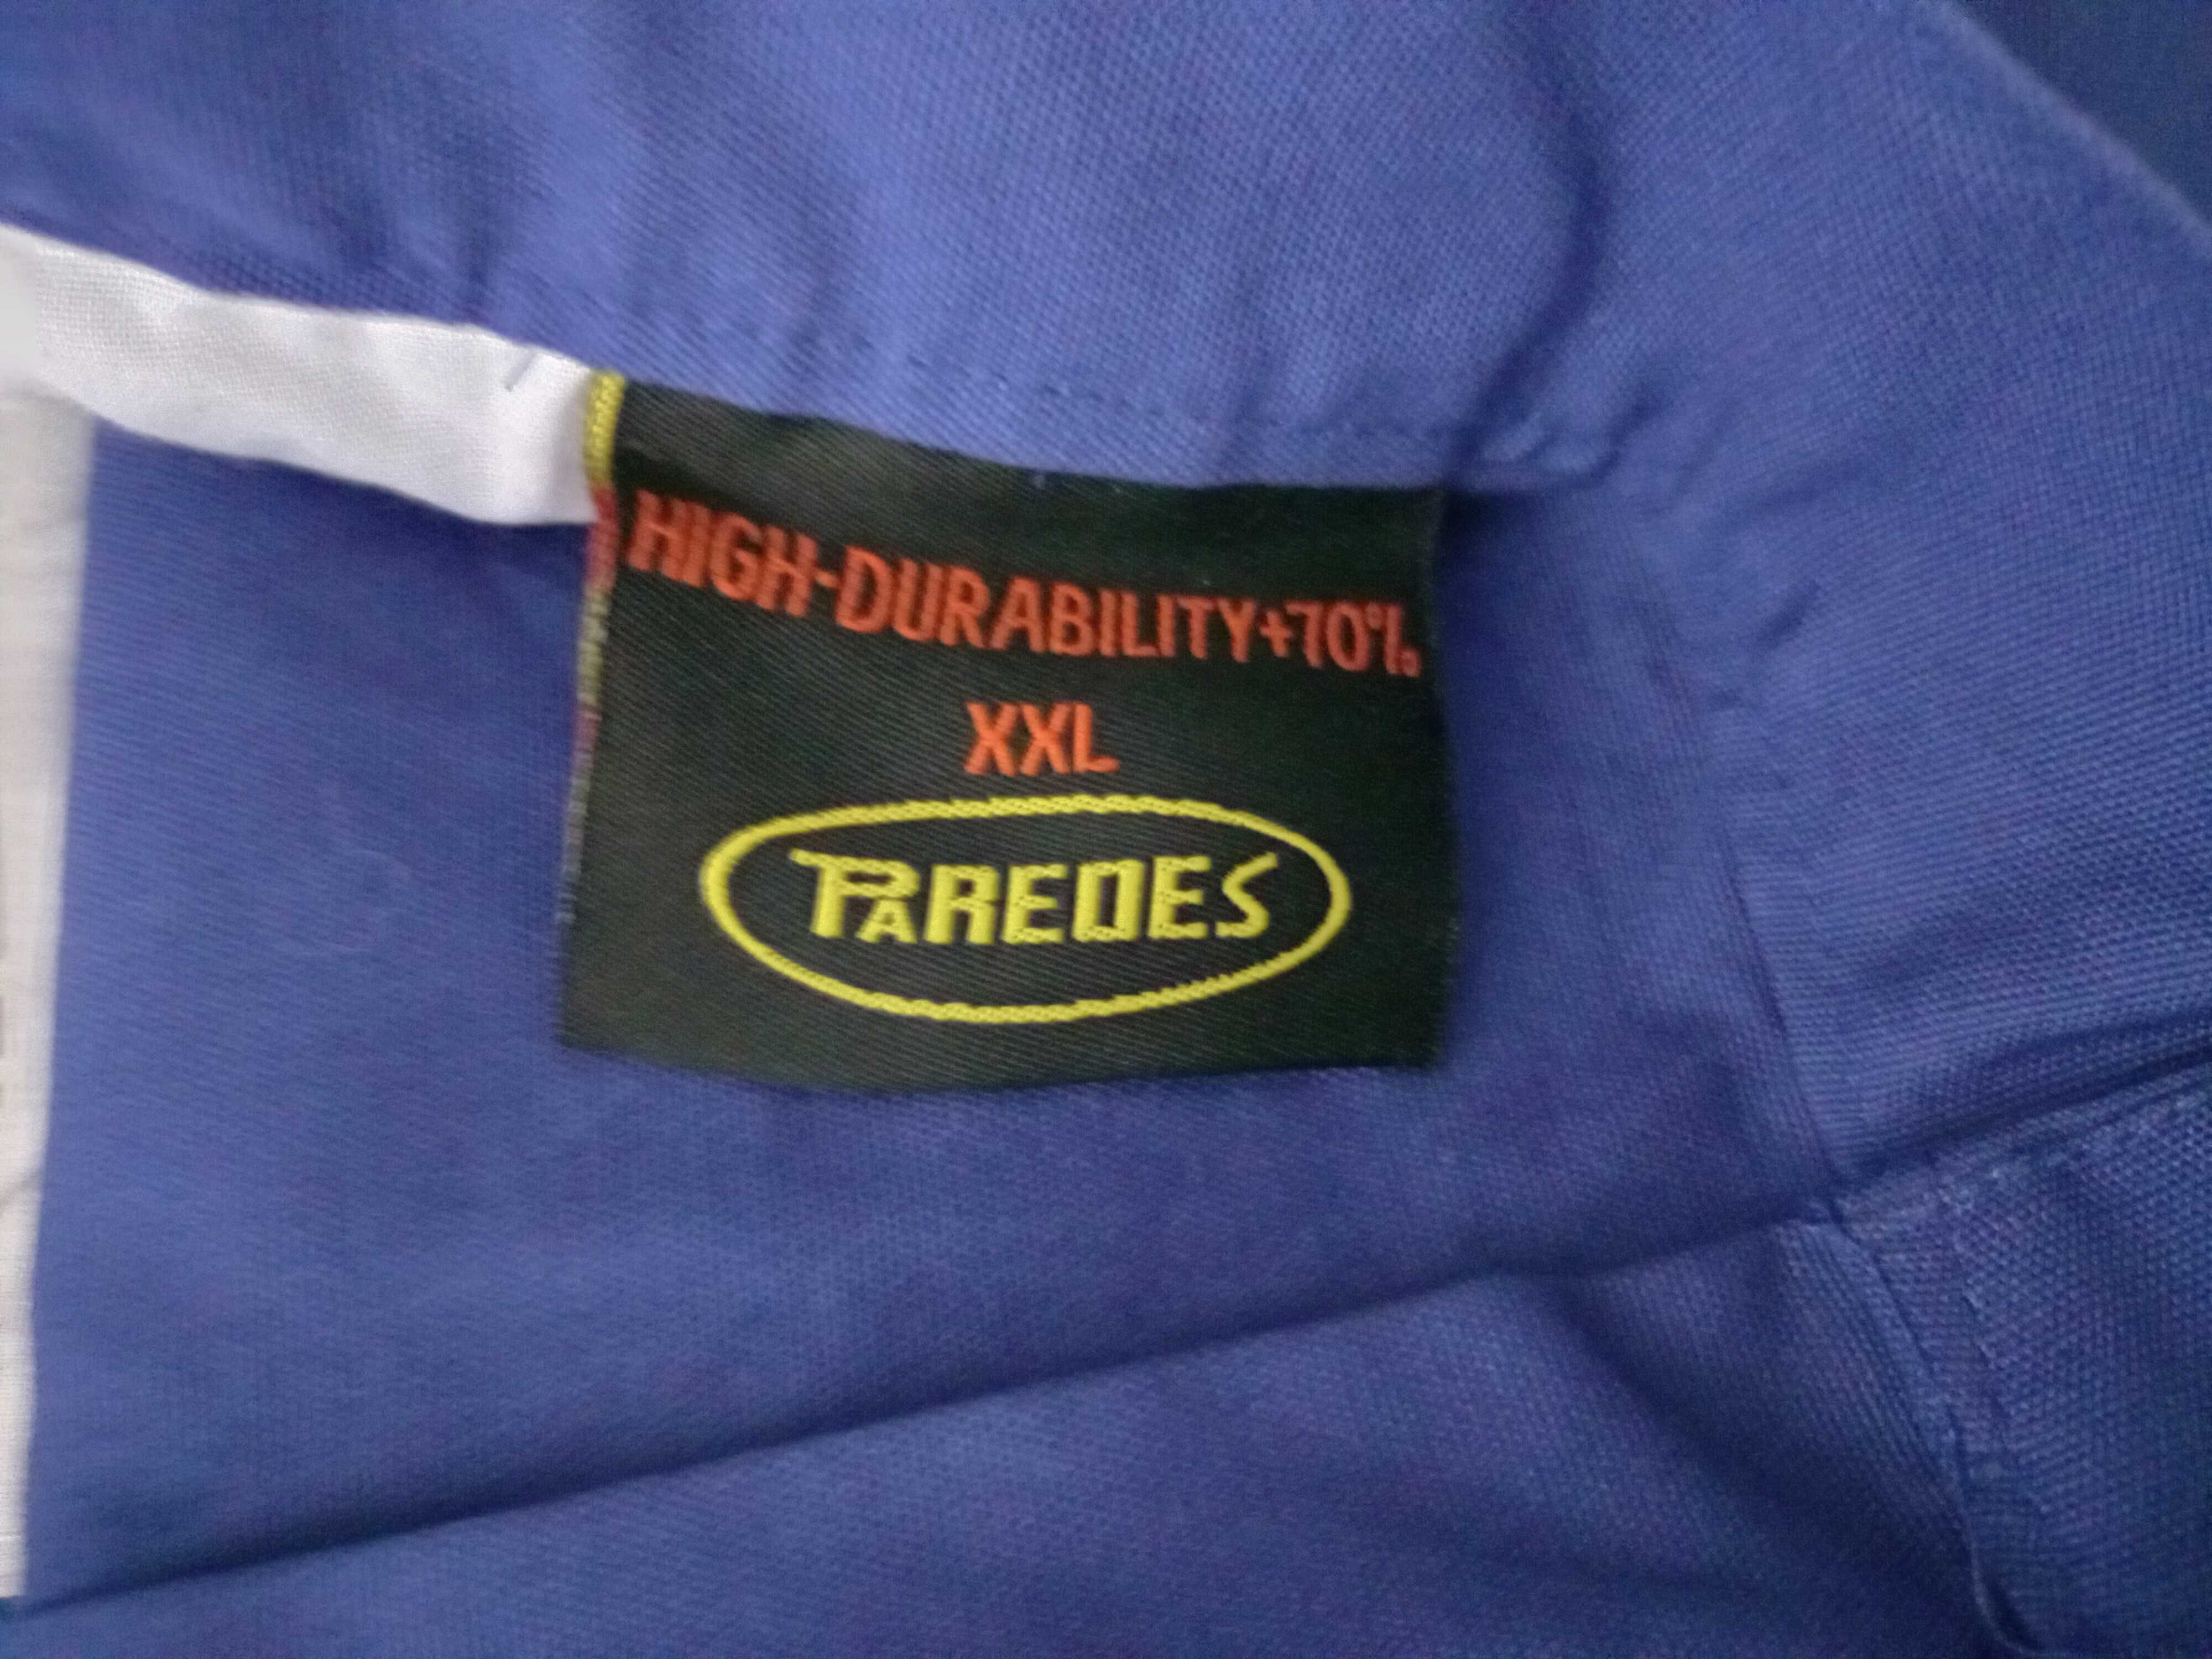 HIGH-DURABILITY+70%
XXL
PAREDES